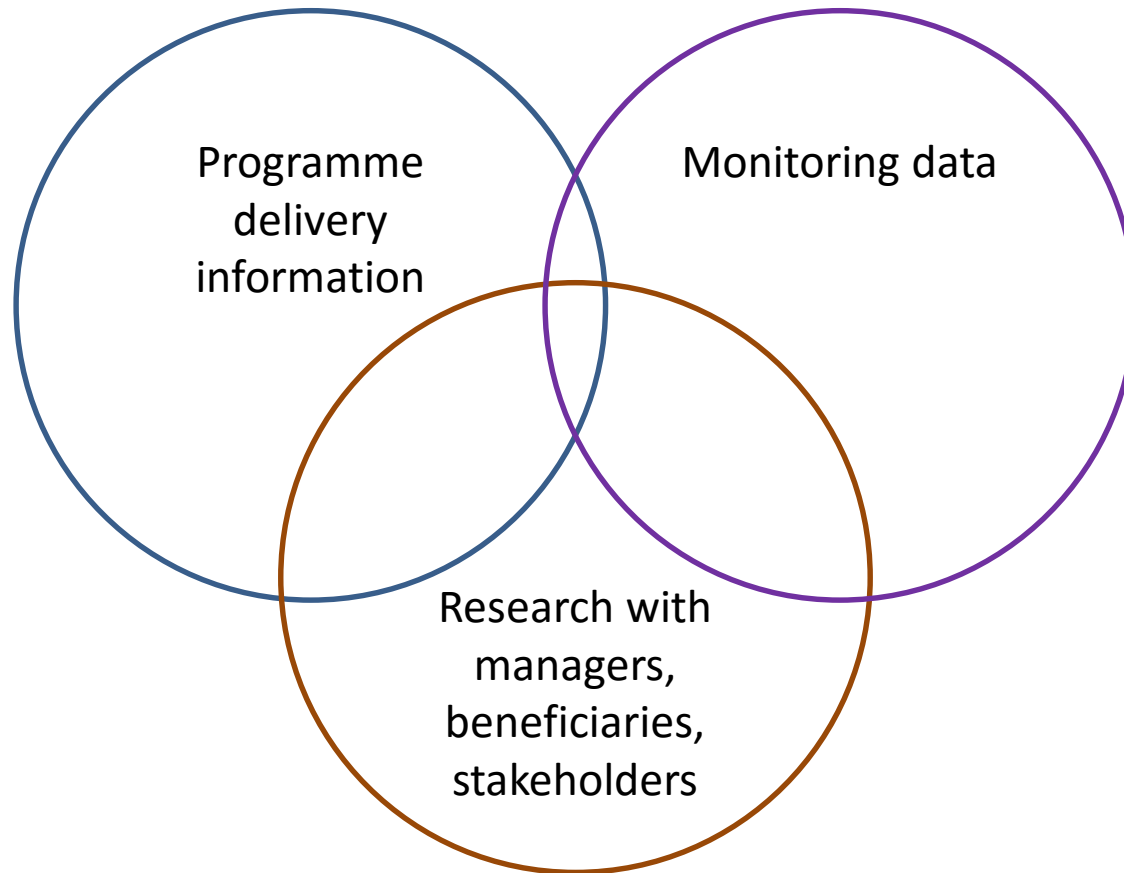 Programme
delivery
information
Monitoring data
Research with
managers,
beneficiaries,
stakeholders